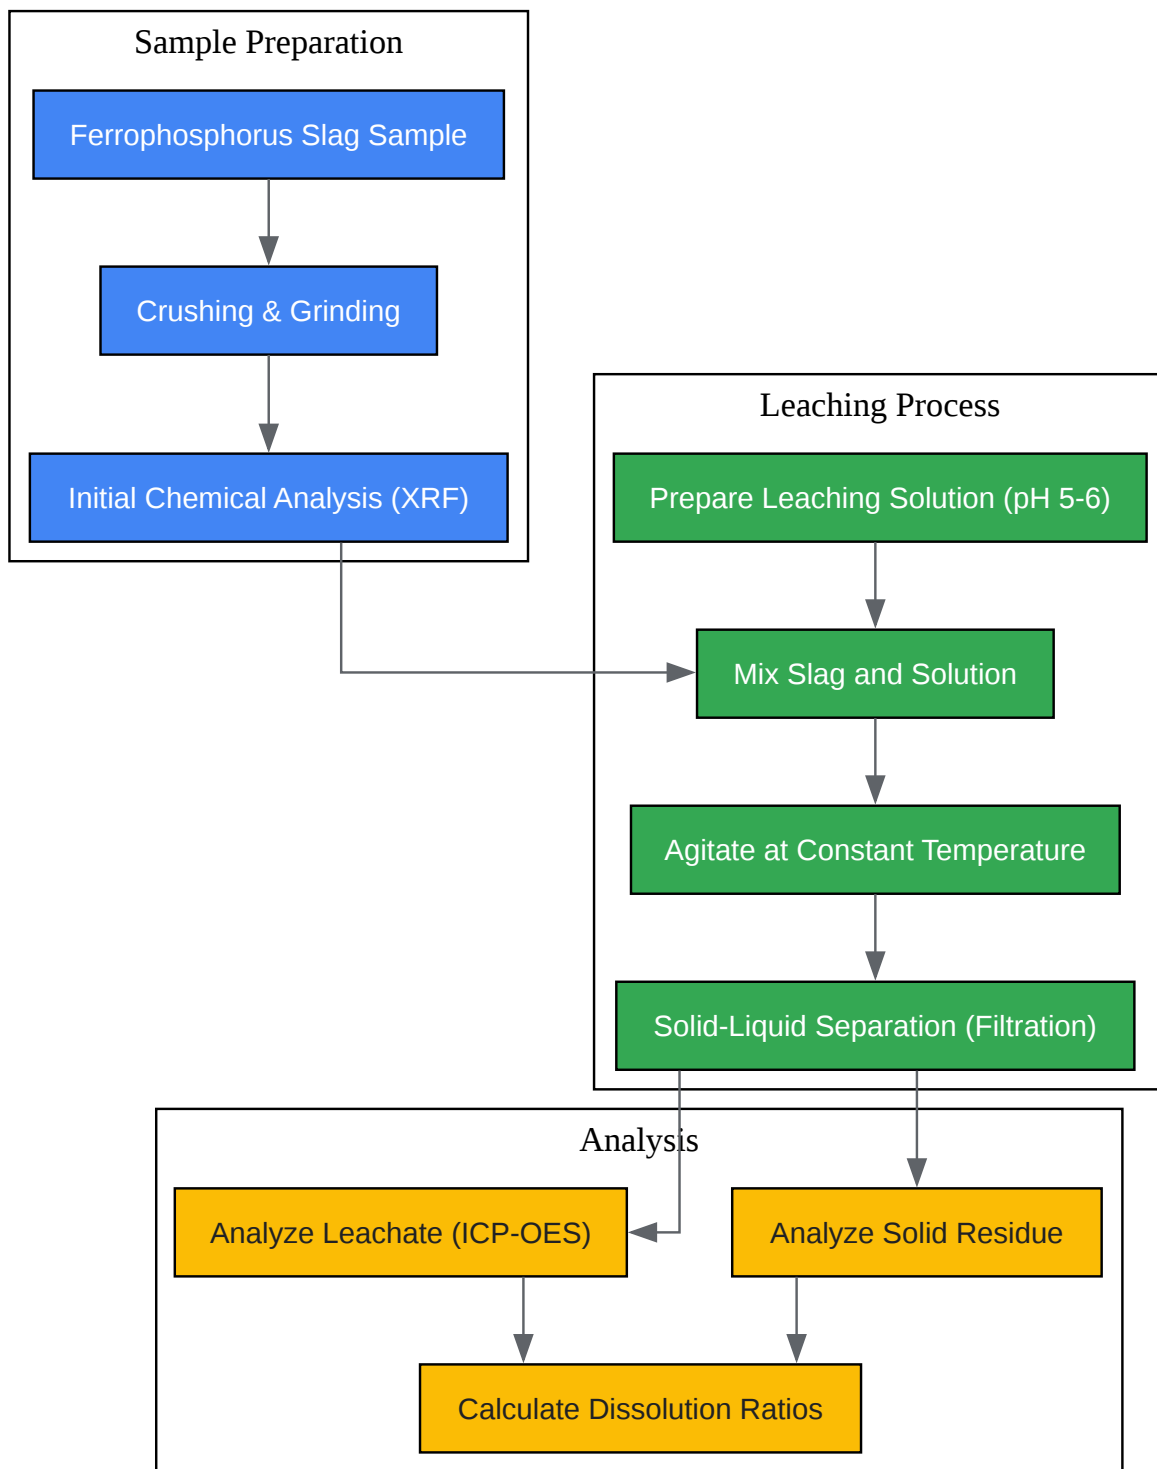 Sample Preparation
Ferrophosphorus Slag Sample
Crushing & Grinding
Initial Chemical Analysis (XRF)
Leaching Process
Prepare Leaching Solution (pH 5-6)
Mix Slag and Solution
Agitate at Constant Temperature
Solid-Liquid Separation (Filtration)
Analysis
Analyze Leachate (ICP-OES)
Analyze Solid Residue
Calculate Dissolution Ratios